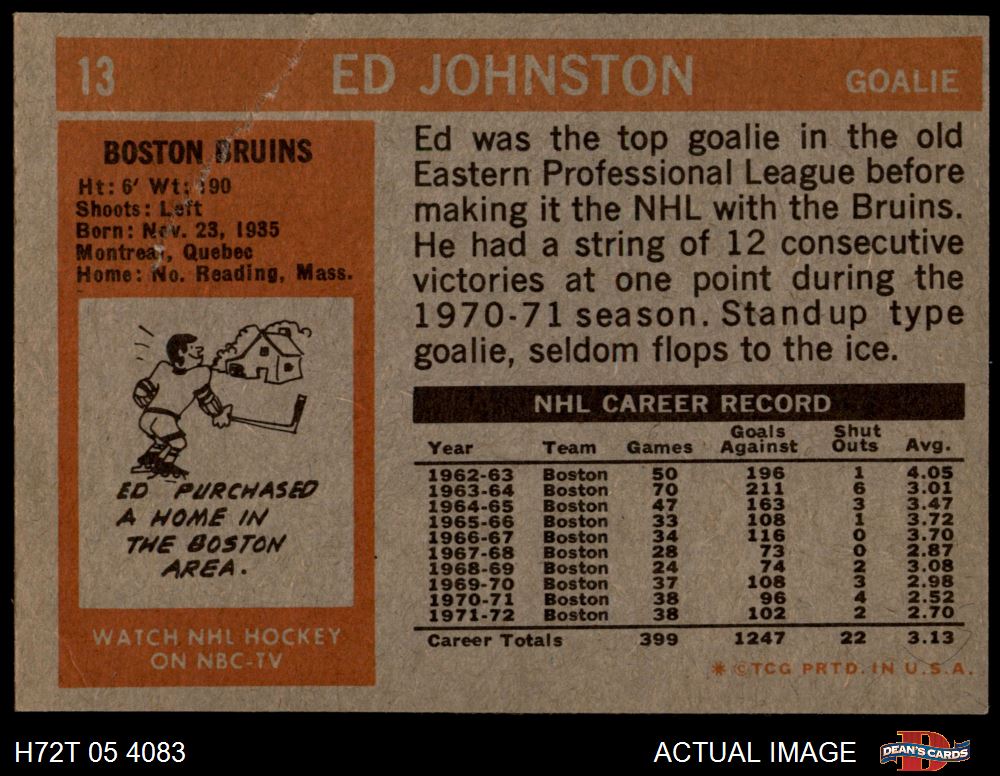 13 ED JOHNSTON GOALIE
BOSTON BRUINS
Ht: 6' Wt: 190
Shoots: Left
Born: Nov. 23, 1935
Montreal, Quebec
Home: No. Reading, Mass.
ED PURCHASED
A HOME IN
THE BOSTON
AREA.
WATCH NHL HOCKEY
ON NBC-TV
Ed was the top goalie in the old
Eastern Professional League before
making it the NHL with the Bruins.
He had a string of 12 consecutive
victories at one point during the
1970-71 season. Standup type
goalie, seldom flops to the ice.
NHL CAREER RECORD
Year Team Games Goals Against Shut Outs Avg.
1962-63 Boston 50 196 1 4.05
1963-64 Boston 70 211 6 3.01
1964-65 Boston 47 163 3 3.47
1965-66 Boston 33 108 1 3.72
1966-67 Boston 34 116 0 3.70
1967-68 Boston 28 73 0 2.87
1968-69 Boston 24 74 2 3.08
1969-70 Boston 37 108 3 2.98
1970-71 Boston 38 96 4 2.52
1971-72 Boston 38 102 2 2.70
Career Totals 399 1247 22 3.13
* ©TCG PRTD. IN U.S.A.
H72T 05 4083 ACTUAL IMAGE DEAN'S CARDS